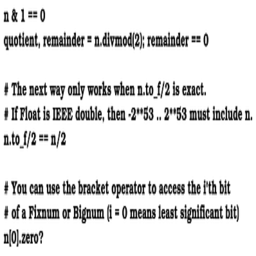 n & 1 == 0
quotient, remainder = n.divmod(2); remainder == 0
# The next way only works when n.to_f/2 is exact.
# If Float is IEEE double, then -2**53 .. 2**53 must include n.
n.to_f/2 == n/2
# You can use the bracket operator to access the i'th bit
# of a Fixnum or Bignum (i = 0 means least significant bit)
n[0].zero?